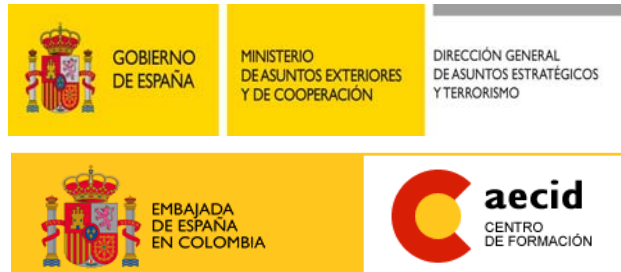 GOBIERNO
DE ESPAÑA
MINISTERIO
DE ASUNTOS EXTERIORES
Y DE COOPERACIÓN
DIRECCIÓN GENERAL
DE ASUNTOS ESTRATÉGICOS
Y TERRORISMO
EMBAJADA
DE ESPAÑA
EN COLOMBIA
aecid
CENTRO
DE FORMACIÓN